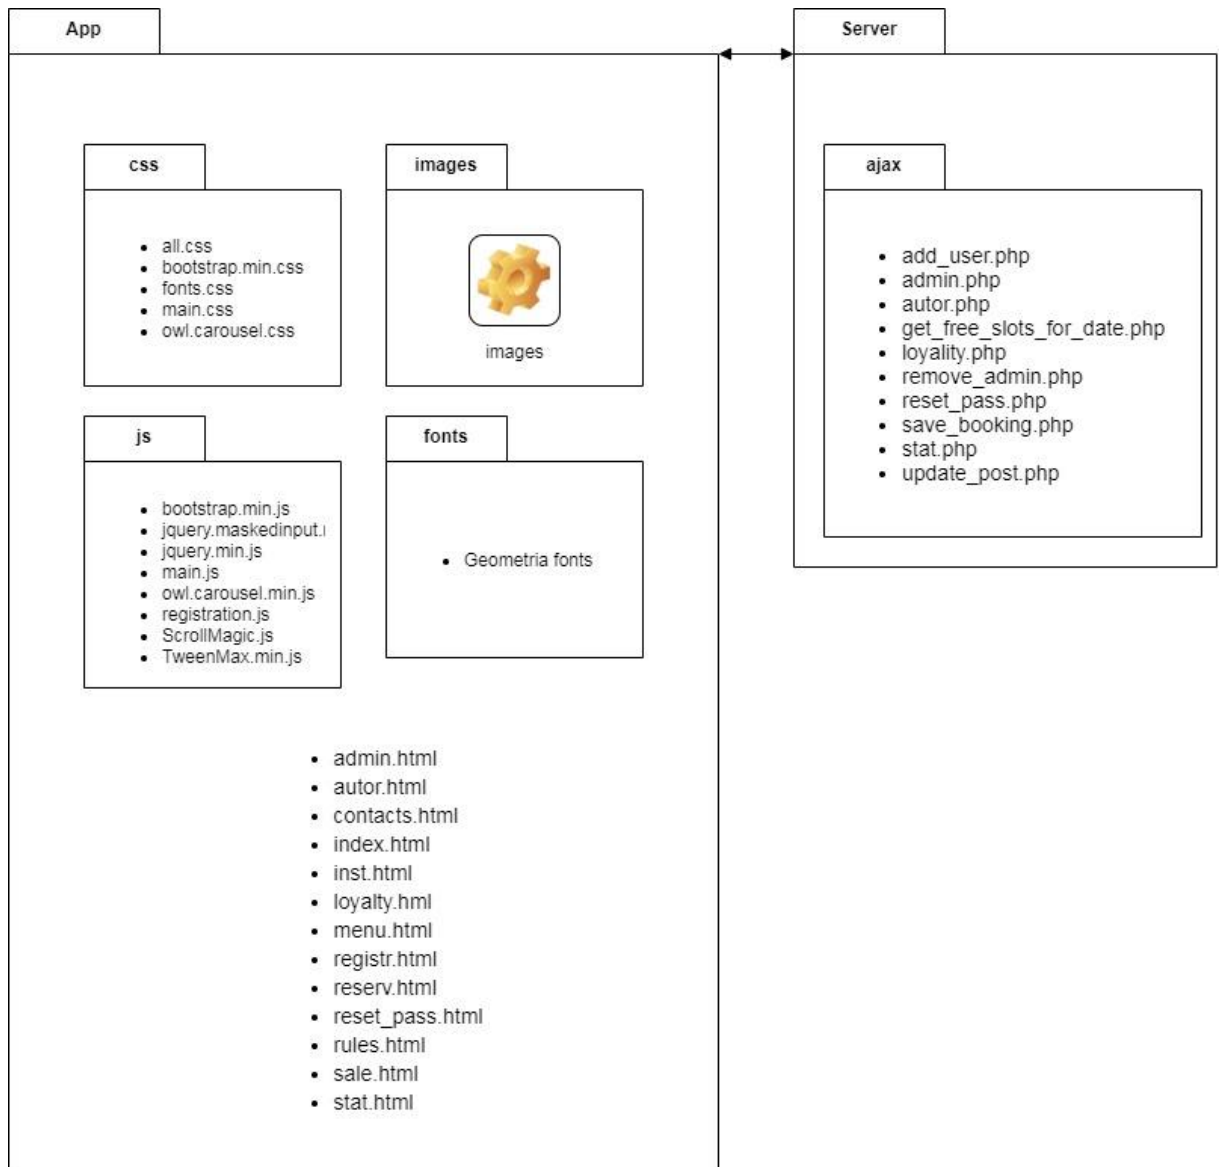 App
Server
css
images
ajax
all.css
bootstrap.min.css
fonts.css
main.css
owl.carousel.css
images
add_user.php
admin.php
autor.php
get_free_slots_for_date.php
loyality.php
remove_admin.php
reset_pass.php
save_booking.php
stat.php
update_post.php
js
fonts
bootstrap.min.js
jquery.maskedinput.
jquery.min.js
main.js
owl.carousel.min.js
registration.js
ScrollMagic.js
TweenMax.min.js
Geometria fonts
admin.html
autor.html
contacts.html
index.html
inst.html
loyalty.hml
menu.html
registr.html
reserv.html
reset_pass.html
rules.html
sale.html
stat.html